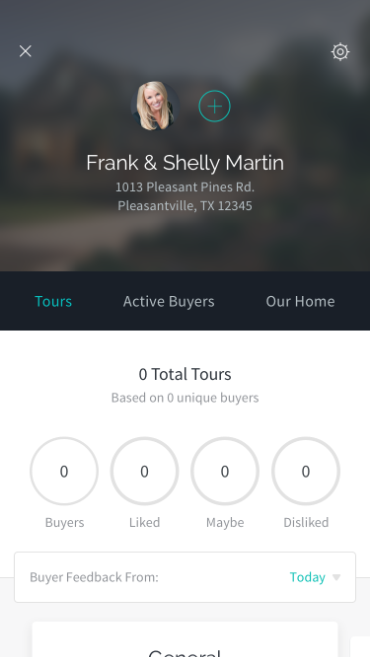 Frank & Shelly Martin
1013 Pleasant Pines Rd.
Pleasantville, TX 12345
Tours Active Buyers Our Home
0 Total Tours
Based on 0 unique buyers
0 0 0 0
Buyers Liked Maybe Disliked
Buyer Feedback From: Today
General